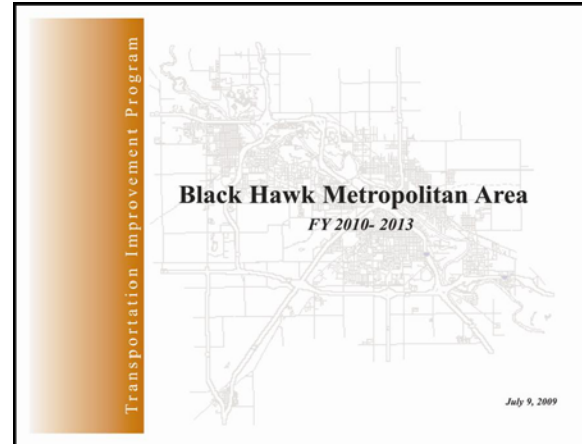 Transportation Improvement Program
Black Hawk Metropolitan Area
FY 2010- 2013
July 9, 2009